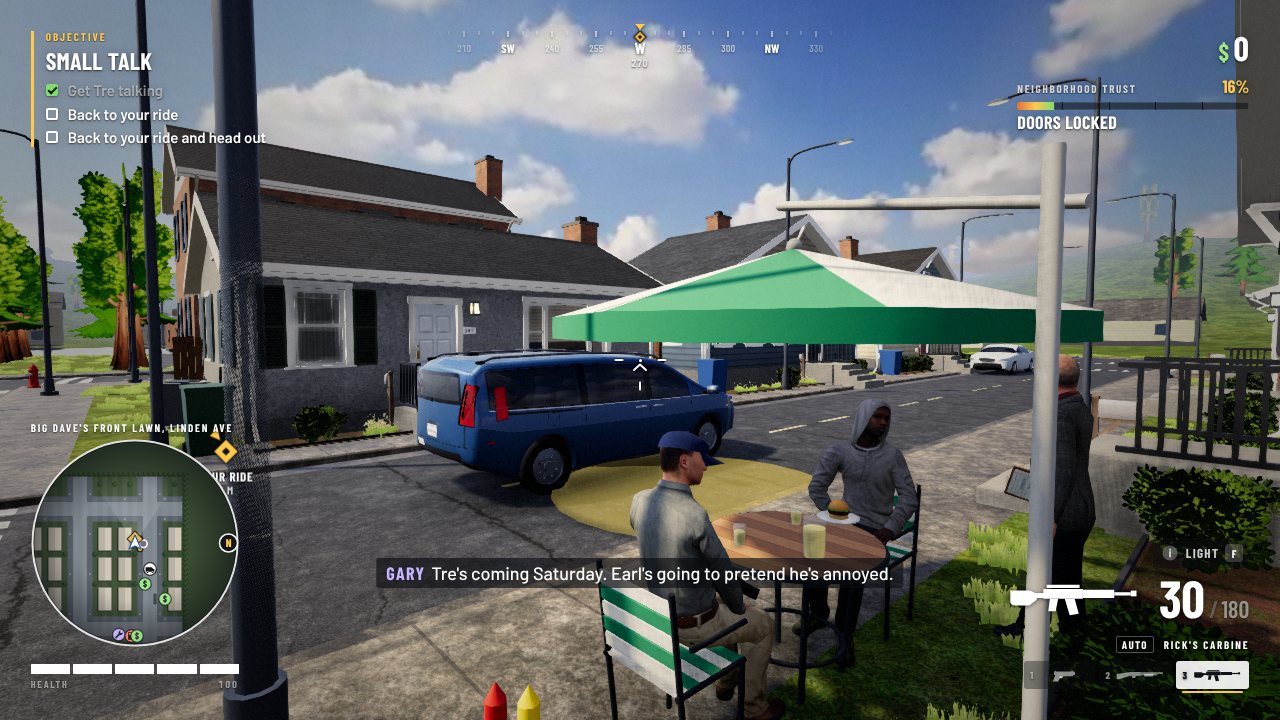 OBJECTIVE
SMALL TALK
Get Tre talking
Back to your ride
Back to your ride and head out
210 SW 240 255 W 285 300 NW 330
270
$ 0
NEIGHBORHOOD TRUST 16%
DOORS LOCKED
BIG DAVE'S FRONT LAWN, LINDEN AVE
UR RIDE
M
N
$
$
$
HEALTH 100
GARY Tre's coming Saturday. Earl's going to pretend he's annoyed.
LIGHT F
30 / 180
AUTO RICK'S CARBINE
1 2 3